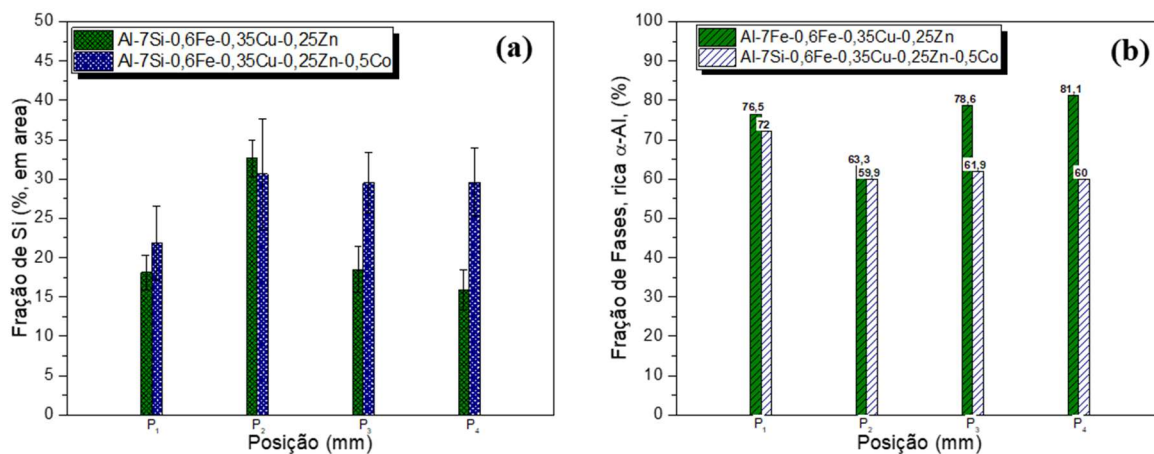 (a)
Al-7Si-0,6Fe-0,35Cu-0,25Zn
Al-7Si-0,6Fe-0,35Cu-0,25Zn-0,5Co
Fração de Si (%, em area)
50
45
40
35
30
25
20
15
10
5
0
P1 P2 P3 P4
Posição (mm)
(b)
Al-7Fe-0,6Fe-0,35Cu-0,25Zn
Al-7Si-0,6Fe-0,35Cu-0,25Zn-0,5Co
Fração de Fases, rica α-Al, (%)
100
90
80
70
60
50
40
30
20
10
0
76,5
72
63,3
59,9
78,6
61,9
81,1
60
P1 P2 P3 P4
Posição (mm)